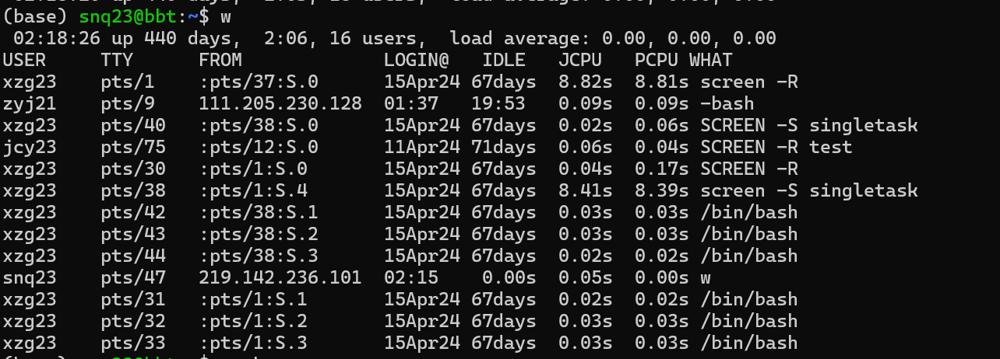 (base) snq23@bbt:~$ w
 02:18:26 up 440 days,  2:06, 16 users,  load average: 0.00, 0.00, 0.00
USER     TTY      FROM             LOGIN@   IDLE   JCPU   PCPU WHAT
xzg23    pts/1    :pts/37:S.0      15Apr24 67days  8.82s  8.81s screen -R
zyj21    pts/9    111.205.230.128  01:37   19:53   0.09s  0.09s -bash
xzg23    pts/40   :pts/38:S.0      15Apr24 67days  0.02s  0.06s SCREEN -S singletask
jcy23    pts/75   :pts/12:S.0      11Apr24 71days  0.06s  0.04s SCREEN -R test
xzg23    pts/30   :pts/1:S.0       15Apr24 67days  0.04s  0.17s SCREEN -R
xzg23    pts/38   :pts/1:S.4       15Apr24 67days  8.41s  8.39s screen -S singletask
xzg23    pts/42   :pts/38:S.1      15Apr24 67days  0.03s  0.03s /bin/bash
xzg23    pts/43   :pts/38:S.2      15Apr24 67days  0.03s  0.03s /bin/bash
xzg23    pts/44   :pts/38:S.3      15Apr24 67days  0.02s  0.02s /bin/bash
snq23    pts/47   219.142.236.101  02:15    0.00s  0.05s  0.00s w
xzg23    pts/31   :pts/1:S.1       15Apr24 67days  0.02s  0.02s /bin/bash
xzg23    pts/32   :pts/1:S.2       15Apr24 67days  0.03s  0.03s /bin/bash
xzg23    pts/33   :pts/1:S.3       15Apr24 67days  0.03s  0.03s /bin/bash